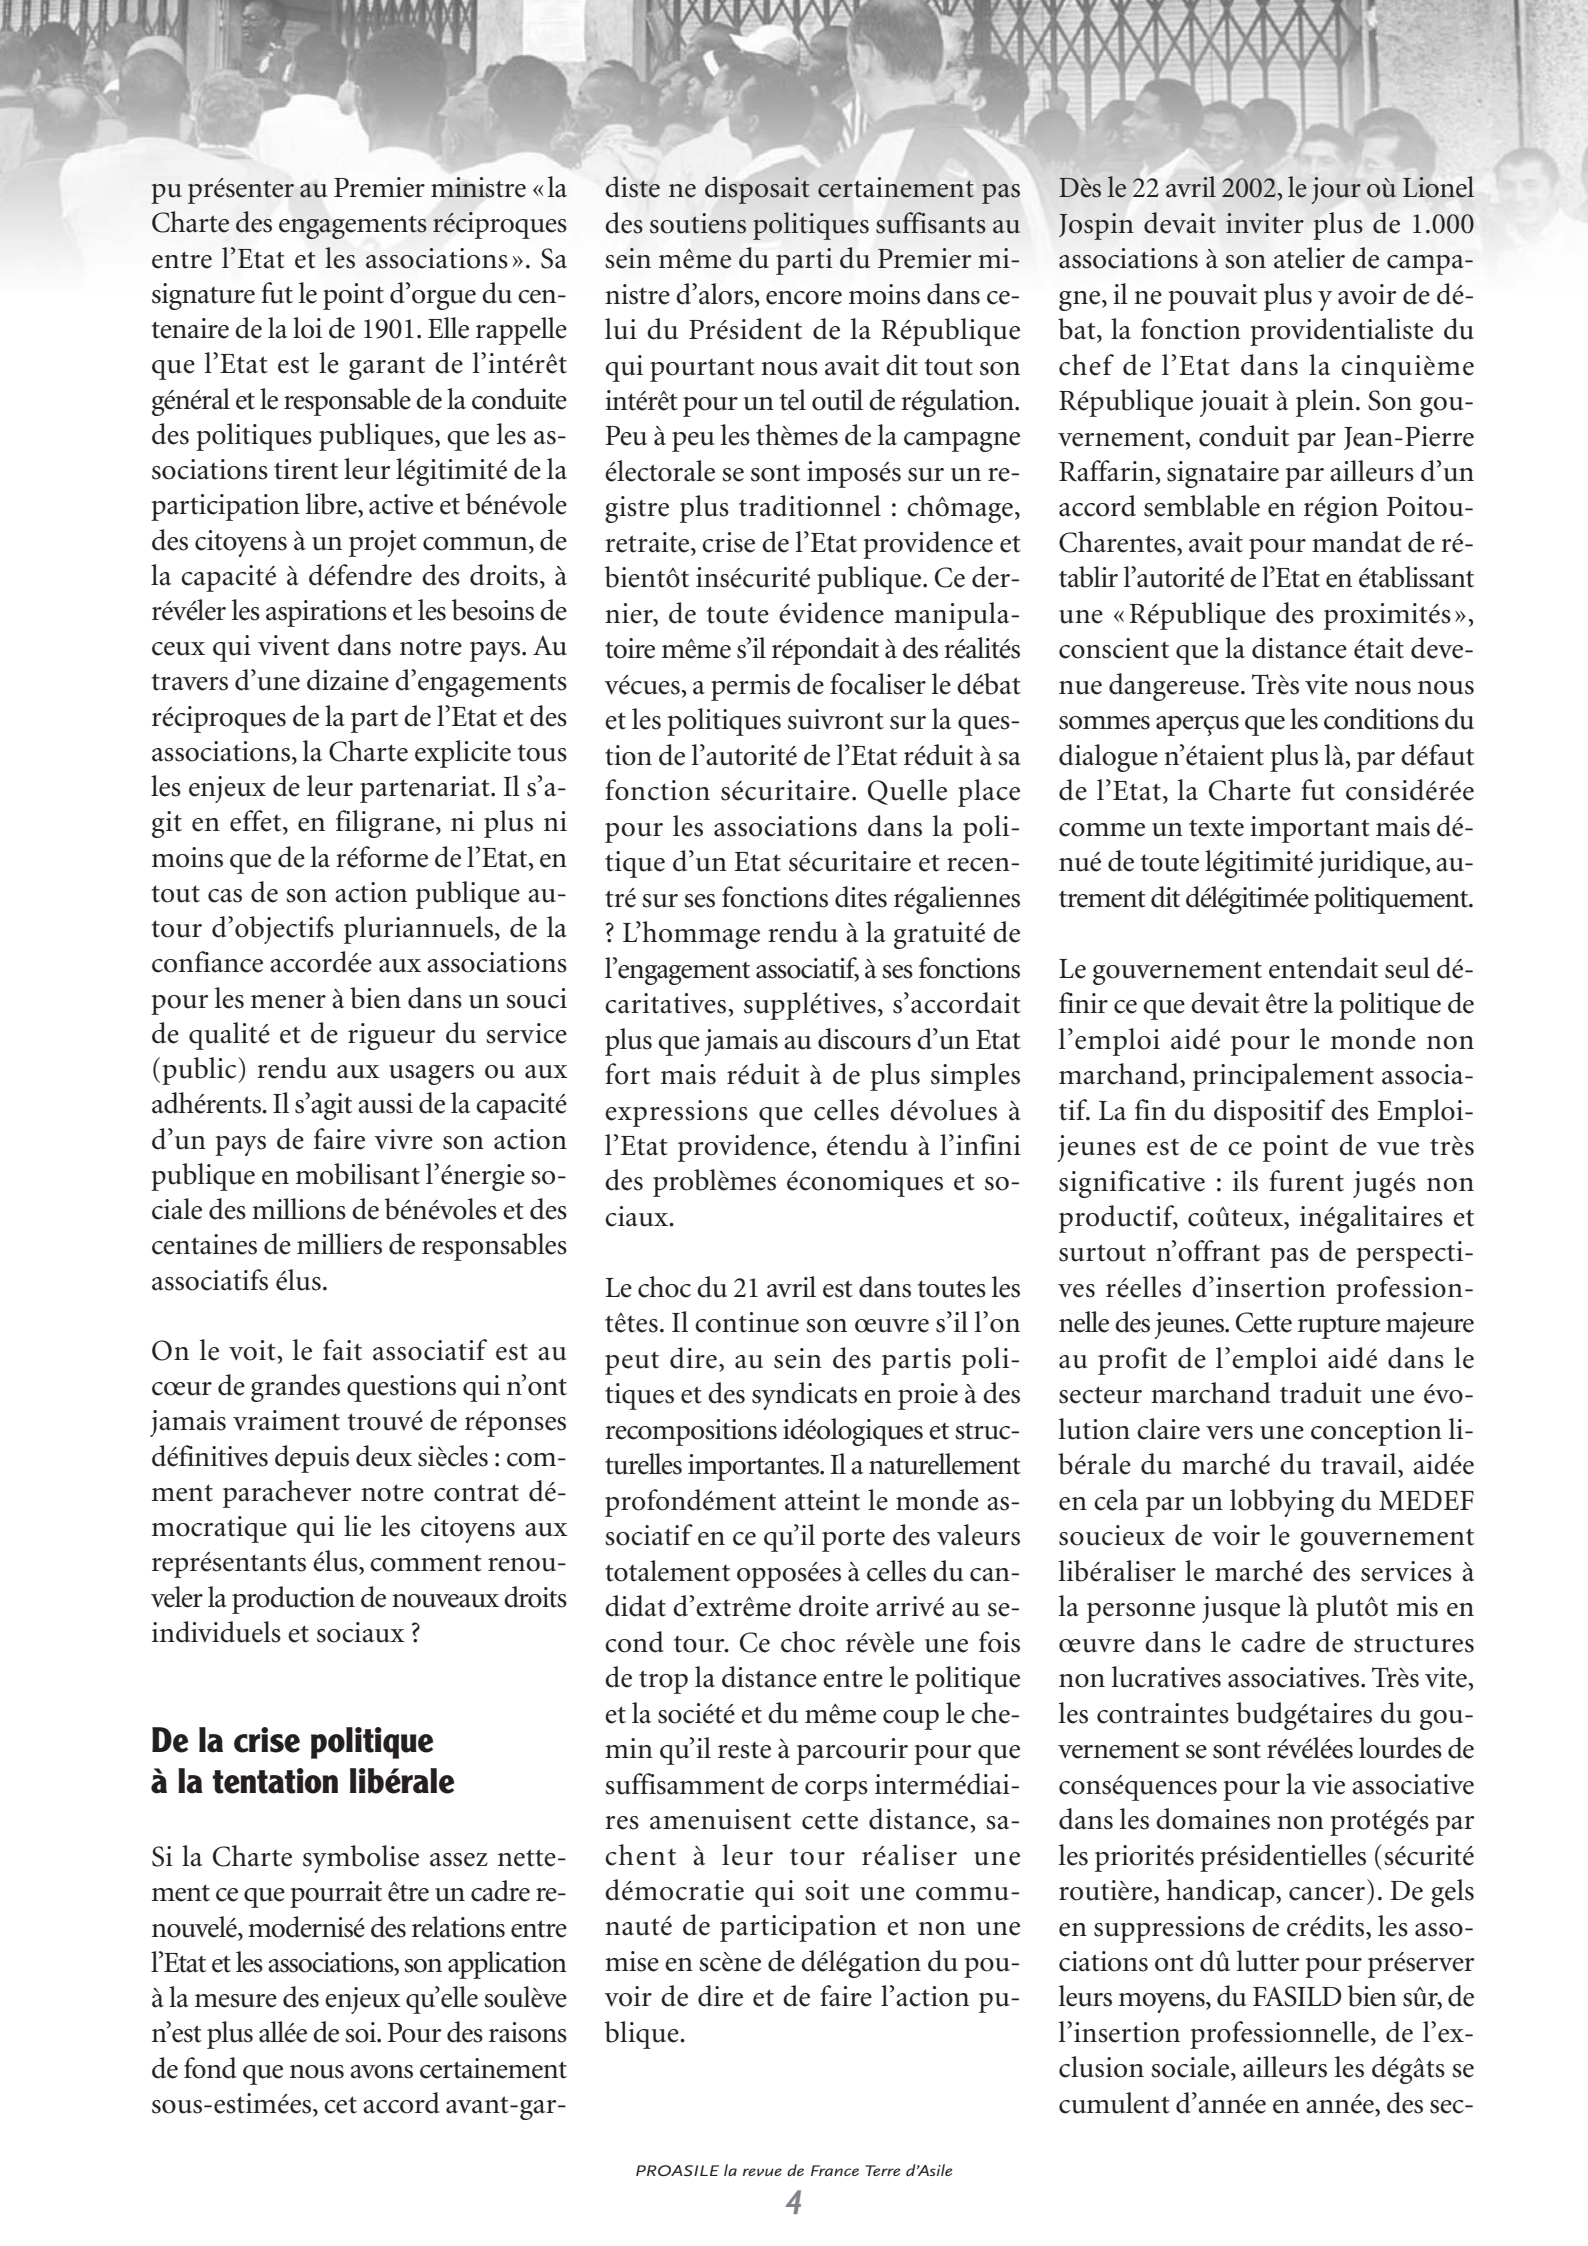 pu présenter au Premier ministre «la
Charte des engagements réciproques
entre l'Etat et les associations». Sa
signature fut le point d'orgue du cen-
tenaire de la loi de 1901. Elle rappelle
que l'Etat est le garant de l'intérêt
général et le responsable de la conduite
des politiques publiques, que les as-
sociations tirent leur légitimité de la
participation libre, active et bénévole
des citoyens à un projet commun, de
la capacité à défendre des droits, à
révéler les aspirations et les besoins de
ceux qui vivent dans notre pays. Au
travers d'une dizaine d'engagements
réciproques de la part de l'Etat et des
associations, la Charte explicite tous
les enjeux de leur partenariat. Il s'a-
git en effet, en filigrane, ni plus ni
moins que de la réforme de l'Etat, en
tout cas de son action publique au-
tour d'objectifs pluriannuels, de la
confiance accordée aux associations
pour les mener à bien dans un souci
de qualité et de rigueur du service
(public) rendu aux usagers ou aux
adhérents. Il s'agit aussi de la capacité
d'un pays de faire vivre son action
publique en mobilisant l'énergie so-
ciale des millions de bénévoles et des
centaines de milliers de responsables
associatifs élus.
On le voit, le fait associatif est au
cœur de grandes questions qui n'ont
jamais vraiment trouvé de réponses
définitives depuis deux siècles : com-
ment parachever notre contrat dé-
mocratique qui lie les citoyens aux
représentants élus, comment renou-
veler la production de nouveaux droits
individuels et sociaux ?
De la crise politique
à la tentation libérale
Si la Charte symbolise assez nette-
ment ce que pourrait être un cadre re-
nouvelé, modernisé des relations entre
l'Etat et les associations, son application
à la mesure des enjeux qu'elle soulève
n'est plus allée de soi. Pour des raisons
de fond que nous avons certainement
sous-estimées, cet accord avant-gar-
diste ne disposait certainement pas
des soutiens politiques suffisants au
sein même du parti du Premier mi-
nistre d'alors, encore moins dans ce-
lui du Président de la République
qui pourtant nous avait dit tout son
intérêt pour un tel outil de régulation.
Peu à peu les thèmes de la campagne
électorale se sont imposés sur un re-
gistre plus traditionnel : chômage,
retraite, crise de l'Etat providence et
bientôt insécurité publique. Ce der-
nier, de toute évidence manipula-
toire même s'il répondait à des réalités
vécues, a permis de focaliser le débat
et les politiques suivront sur la ques-
tion de l'autorité de l'Etat réduit à sa
fonction sécuritaire. Quelle place
pour les associations dans la poli-
tique d'un Etat sécuritaire et recen-
tré sur ses fonctions dites régaliennes
? L'hommage rendu à la gratuité de
l'engagement associatif, à ses fonctions
caritatives, supplétives, s'accordait
plus que jamais au discours d'un Etat
fort mais réduit à de plus simples
expressions que celles dévolues à
l'Etat providence, étendu à l'infini
des problèmes économiques et so-
ciaux.
Le choc du 21 avril est dans toutes les
têtes. Il continue son œuvre s'il l'on
peut dire, au sein des partis poli-
tiques et des syndicats en proie à des
recompositions idéologiques et struc-
turelles importantes. Il a naturellement
profondément atteint le monde as-
sociatif en ce qu'il porte des valeurs
totalement opposées à celles du can-
didat d'extrême droite arrivé au se-
cond tour. Ce choc révèle une fois
de trop la distance entre le politique
et la société et du même coup le che-
min qu'il reste à parcourir pour que
suffisamment de corps intermédiai-
res amenuisent cette distance, sa-
chent à leur tour réaliser une
démocratie qui soit une commu-
nauté de participation et non une
mise en scène de délégation du pou-
voir de dire et de faire l'action pu-
blique.
Dès le 22 avril 2002, le jour où Lionel
Jospin devait inviter plus de 1.000
associations à son atelier de campa-
gne, il ne pouvait plus y avoir de dé-
bat, la fonction providentialiste du
chef de l'Etat dans la cinquième
République jouait à plein. Son gou-
vernement, conduit par Jean-Pierre
Raffarin, signataire par ailleurs d'un
accord semblable en région Poitou-
Charentes, avait pour mandat de ré-
tablir l'autorité de l'Etat en établissant
une «République des proximités»,
conscient que la distance était deve-
nue dangereuse. Très vite nous nous
sommes aperçus que les conditions du
dialogue n'étaient plus là, par défaut
de l'Etat, la Charte fut considérée
comme un texte important mais dé-
nué de toute légitimité juridique, au-
trement dit délégitimée politiquement.
Le gouvernement entendait seul dé-
finir ce que devait être la politique de
l'emploi aidé pour le monde non
marchand, principalement associa-
tif. La fin du dispositif des Emploi-
jeunes est de ce point de vue très
significative : ils furent jugés non
productif, coûteux, inégalitaires et
surtout n'offrant pas de perspecti-
ves réelles d'insertion profession-
nelle des jeunes. Cette rupture majeure
au profit de l'emploi aidé dans le
secteur marchand traduit une évo-
lution claire vers une conception li-
bérale du marché du travail, aidée
en cela par un lobbying du MEDEF
soucieux de voir le gouvernement
libéraliser le marché des services à
la personne jusque là plutôt mis en
œuvre dans le cadre de structures
non lucratives associatives. Très vite,
les contraintes budgétaires du gou-
vernement se sont révélées lourdes de
conséquences pour la vie associative
dans les domaines non protégés par
les priorités présidentielles (sécurité
routière, handicap, cancer). De gels
en suppressions de crédits, les asso-
ciations ont dû lutter pour préserver
leurs moyens, du FASILD bien sûr, de
l'insertion professionnelle, de l'ex-
clusion sociale, ailleurs les dégâts se
cumulent d'année en année, des sec-
PROASILE la revue de France Terre d'Asile
4